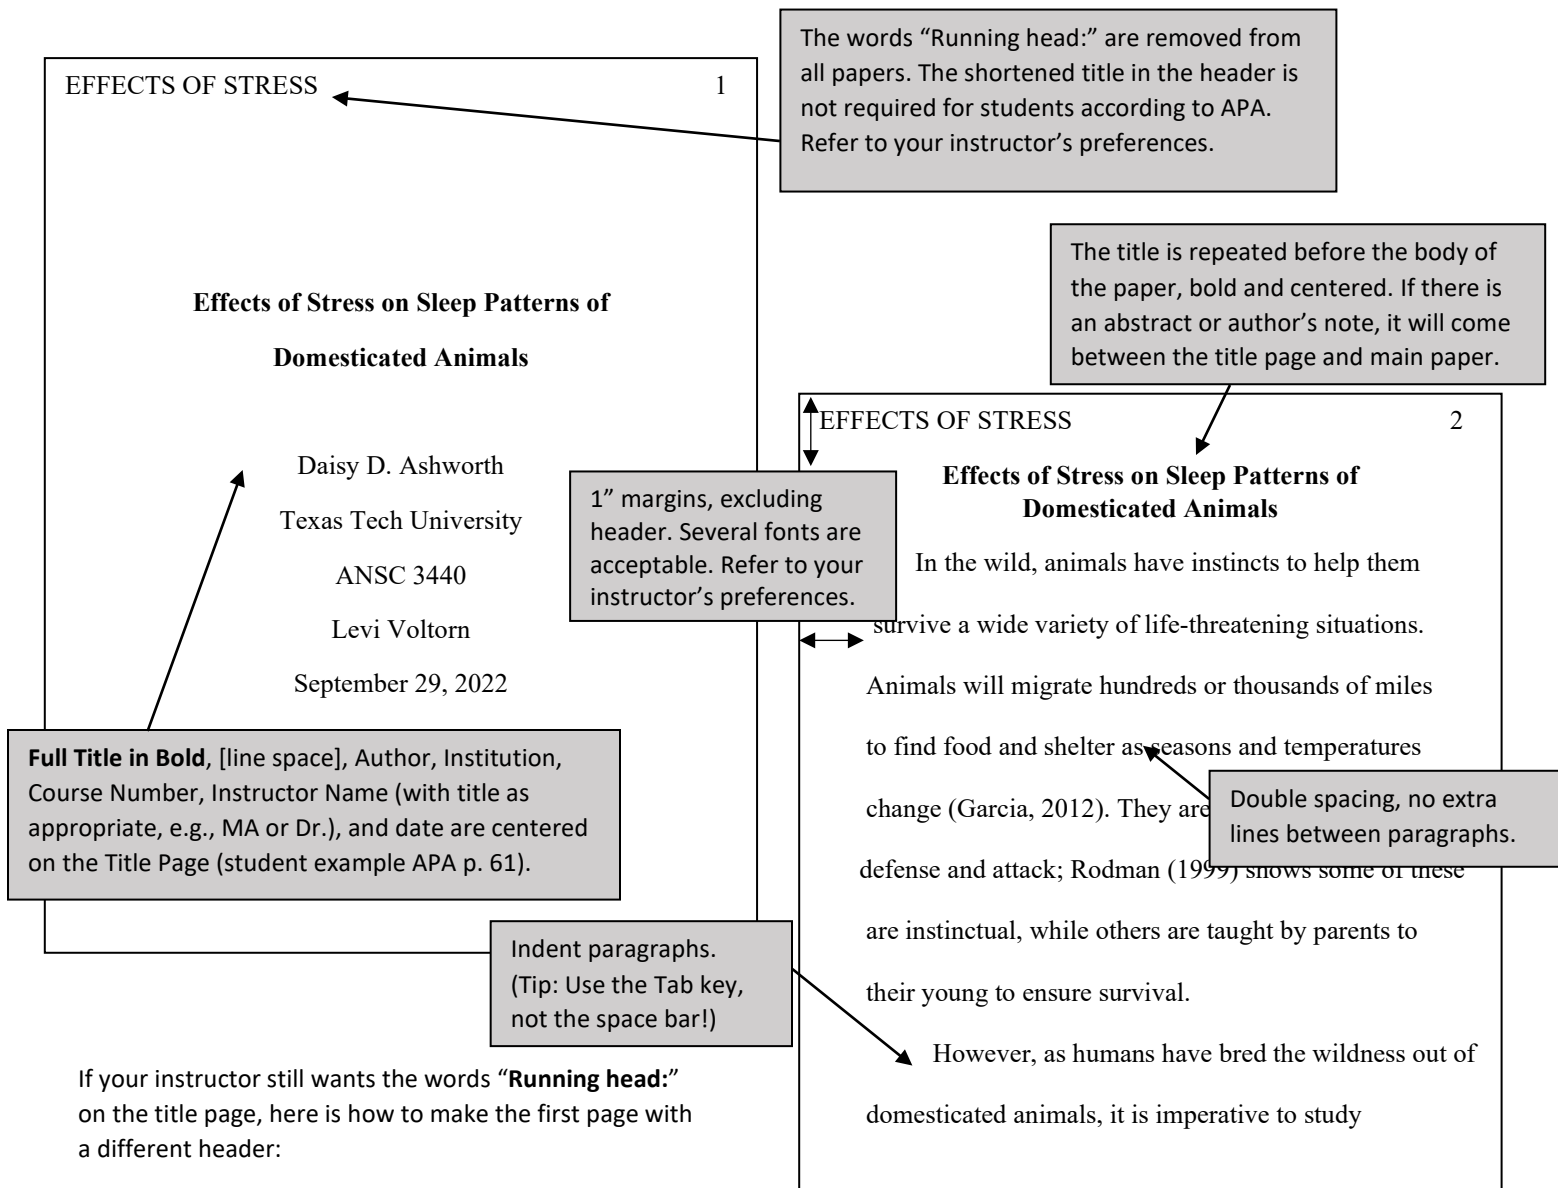 The words “Running head:” are removed from
all papers. The shortened title in the header is
not required for students according to APA.
Refer to your instructor’s preferences.
EFFECTS OF STRESS 1
Effects of Stress on Sleep Patterns of
Domesticated Animals
Daisy D. Ashworth
Texas Tech University
ANSC 3440
Levi Voltorn
September 29, 2022
Full Title in Bold, [line space], Author, Institution,
Course Number, Instructor Name (with title as
appropriate, e.g., MA or Dr.), and date are centered
on the Title Page (student example APA p. 61).
The title is repeated before the body of
the paper, bold and centered. If there is
an abstract or author’s note, it will come
between the title page and main paper.
1” margins, excluding
header. Several fonts are
acceptable. Refer to your
instructor’s preferences.
EFFECTS OF STRESS 2
Effects of Stress on Sleep Patterns of
Domesticated Animals
In the wild, animals have instincts to help them
survive a wide variety of life-threatening situations.
Animals will migrate hundreds or thousands of miles
to find food and shelter as seasons and temperatures
change (Garcia, 2012). They are
defense and attack; Rodman (1999) shows some of these
are instinctual, while others are taught by parents to
their young to ensure survival.
However, as humans have bred the wildness out of
domesticated animals, it is imperative to study
Double spacing, no extra
lines between paragraphs.
Indent paragraphs.
(Tip: Use the Tab key,
not the space bar!)
If your instructor still wants the words “Running head:”
on the title page, here is how to make the first page with
a different header: